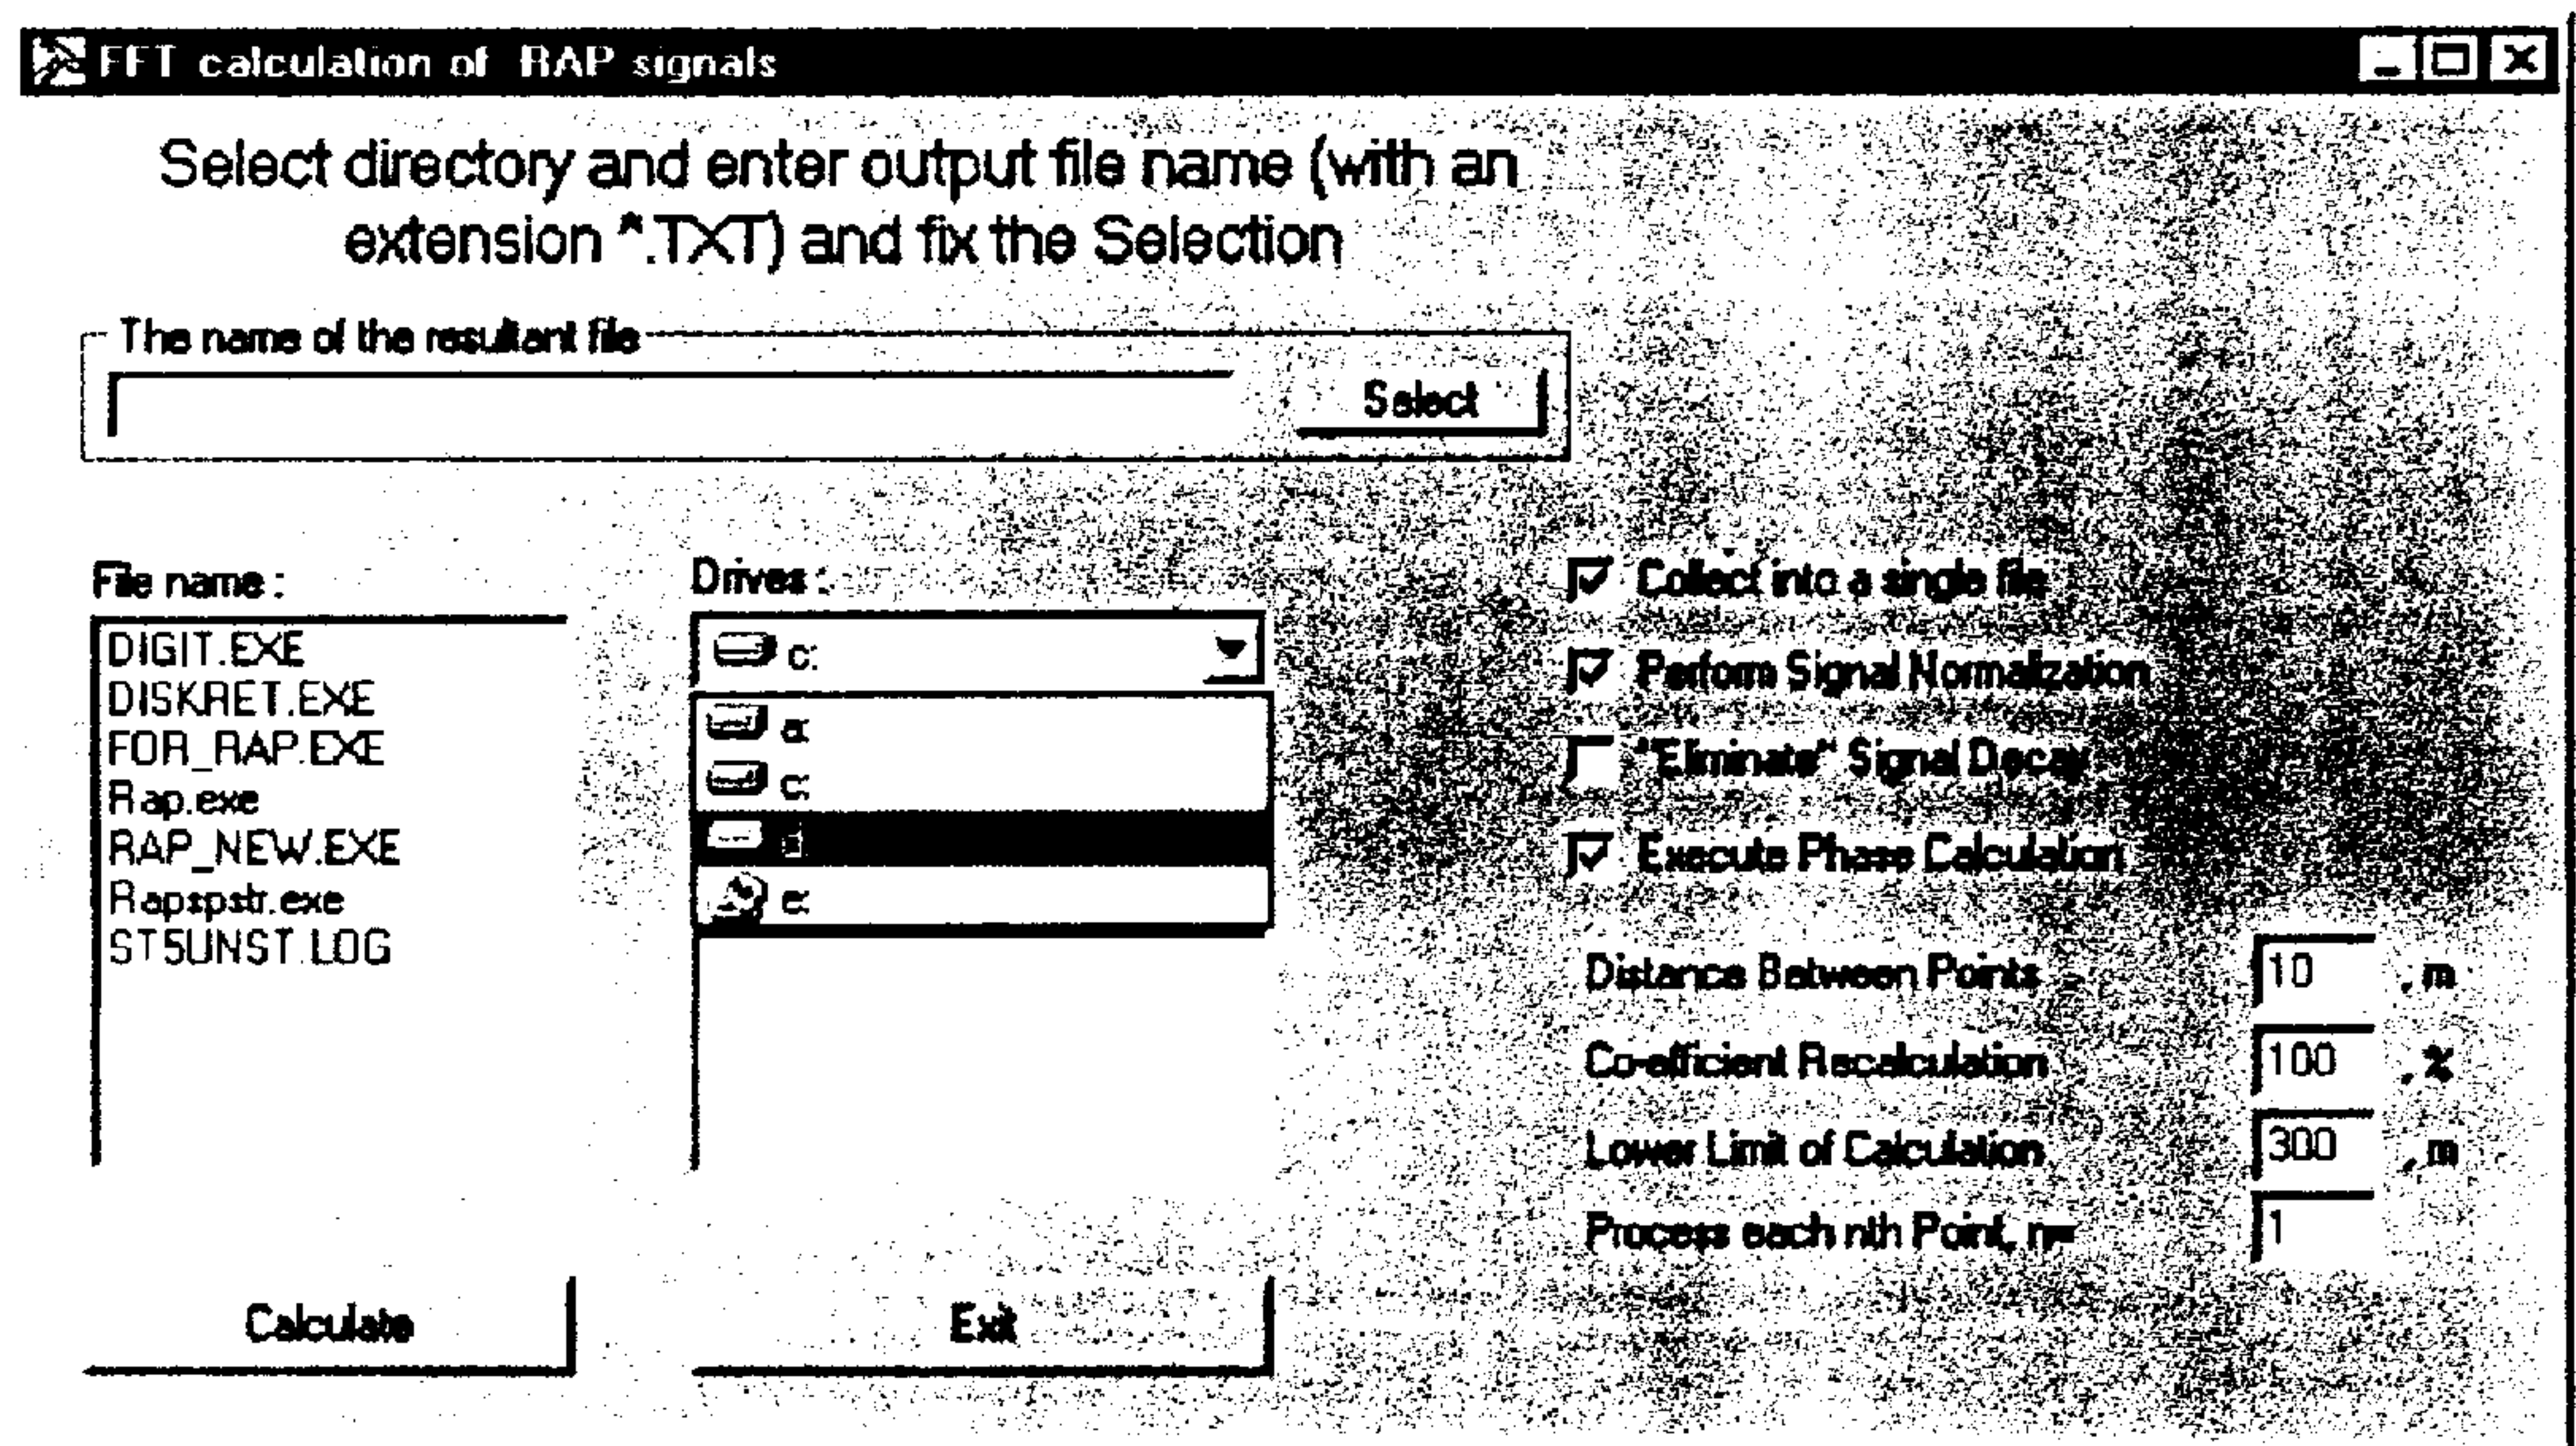 FFT calculation of RAP signals
Select directory and enter output file name (with an
extension *.TXT) and fix the Selection
The name of the resultant file
Select
File name :
DIGIT.EXE
DISKRET.EXE
FOR_RAP.EXE
Rap.exe
RAP_NEW.EXE
Rapspstr.exe
ST5UNST.LOG
Drives :
c:
a:
c:
e:
Collect into a single file
Perform Signal Normalization
"Eliminate" Signal Decay
Execute Phase Calculation
Distance Between Points 10 , m
Co-efficient Recalculation 100 , %
Lower Limit of Calculation 300 , m
Process each nth Point, n= 1
Calculate
Exit